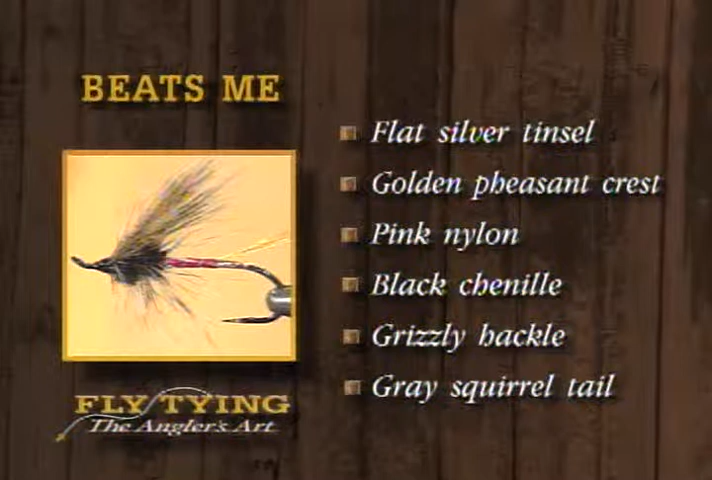 BEATS ME
Flat silver tinsel
Golden pheasant crest
Pink nylon
Black chenille
Grizzly hackle
Gray squirrel tail
FLY TYING
The Angler's Art